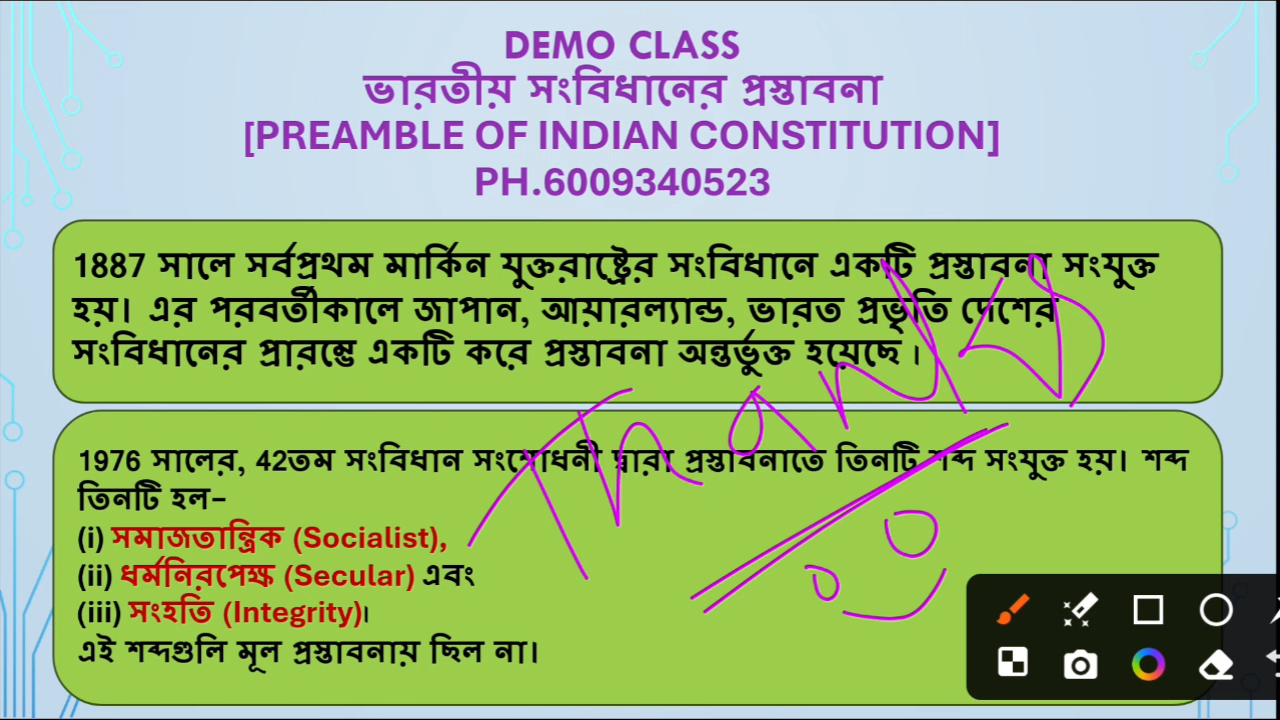 DEMO CLASS
ভারতীয় সংবিধানের প্রস্তাবনা
[PREAMBLE OF INDIAN CONSTITUTION]
PH.6009340523
1887 সালে সর্বপ্রথম মার্কিন যুক্তরাষ্ট্রের সংবিধানে একটি প্রস্তাবনা সংযুক্ত
হয়। এর পরবর্তীকালে জাপান, আয়ারল্যান্ড, ভারত প্রভৃতি দেশের
সংবিধানের প্রারম্ভে একটি করে প্রস্তাবনা অন্তর্ভুক্ত হয়েছে।
1976 সালের, 42তম সংবিধান সংশোধনী দ্বারা প্রস্তাবনাতে তিনটি শব্দ সংযুক্ত হয়। শব্দ
তিনটি হল–
(i) সমাজতান্ত্রিক (Socialist),
(ii) ধর্মনিরপেক্ষ (Secular) এবং
(iii) সংহতি (Integrity)।
এই শব্দগুলি মূল প্রস্তাবনায় ছিল না।
Thanks